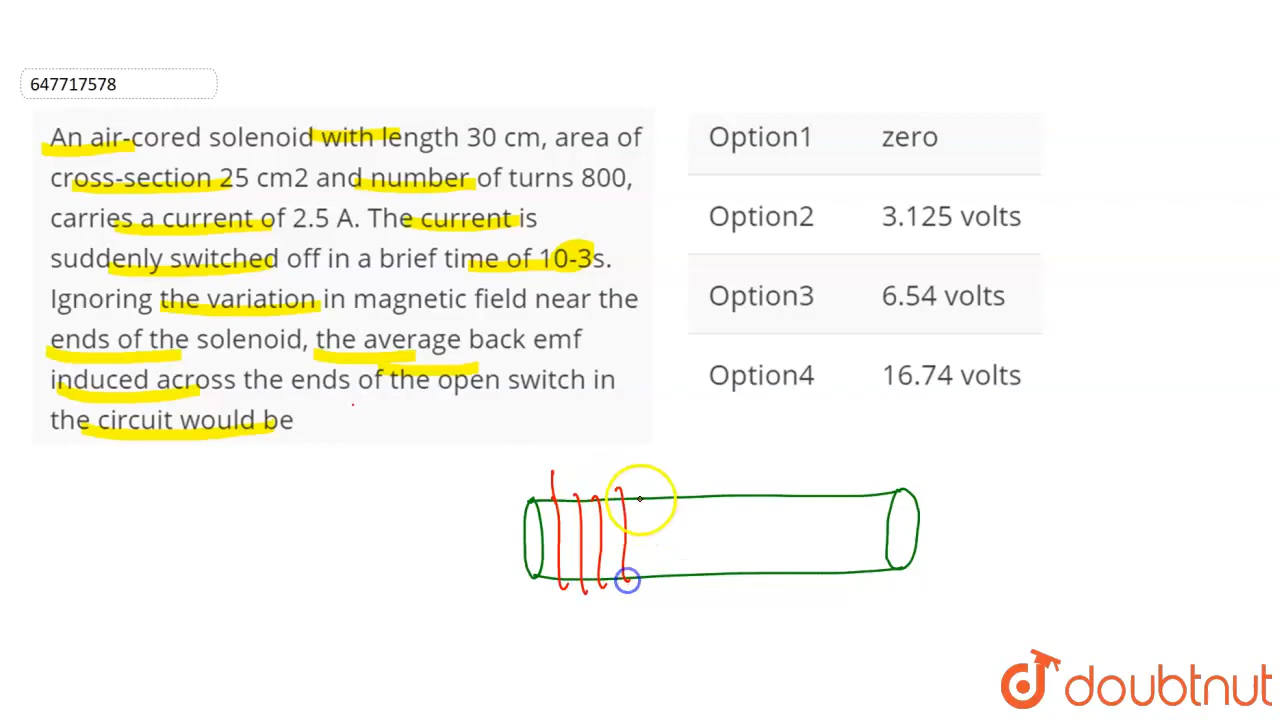 647717578
An air-cored solenoid with length 30 cm, area of
cross-section 25 cm2 and number of turns 800,
carries a current of 2.5 A. The current is
suddenly switched off in a brief time of 10-3s.
Ignoring the variation in magnetic field near the
ends of the solenoid, the average back emf
induced across the ends of the open switch in
the circuit would be
Option1 zero
Option2 3.125 volts
Option3 6.54 volts
Option4 16.74 volts
doubtnut